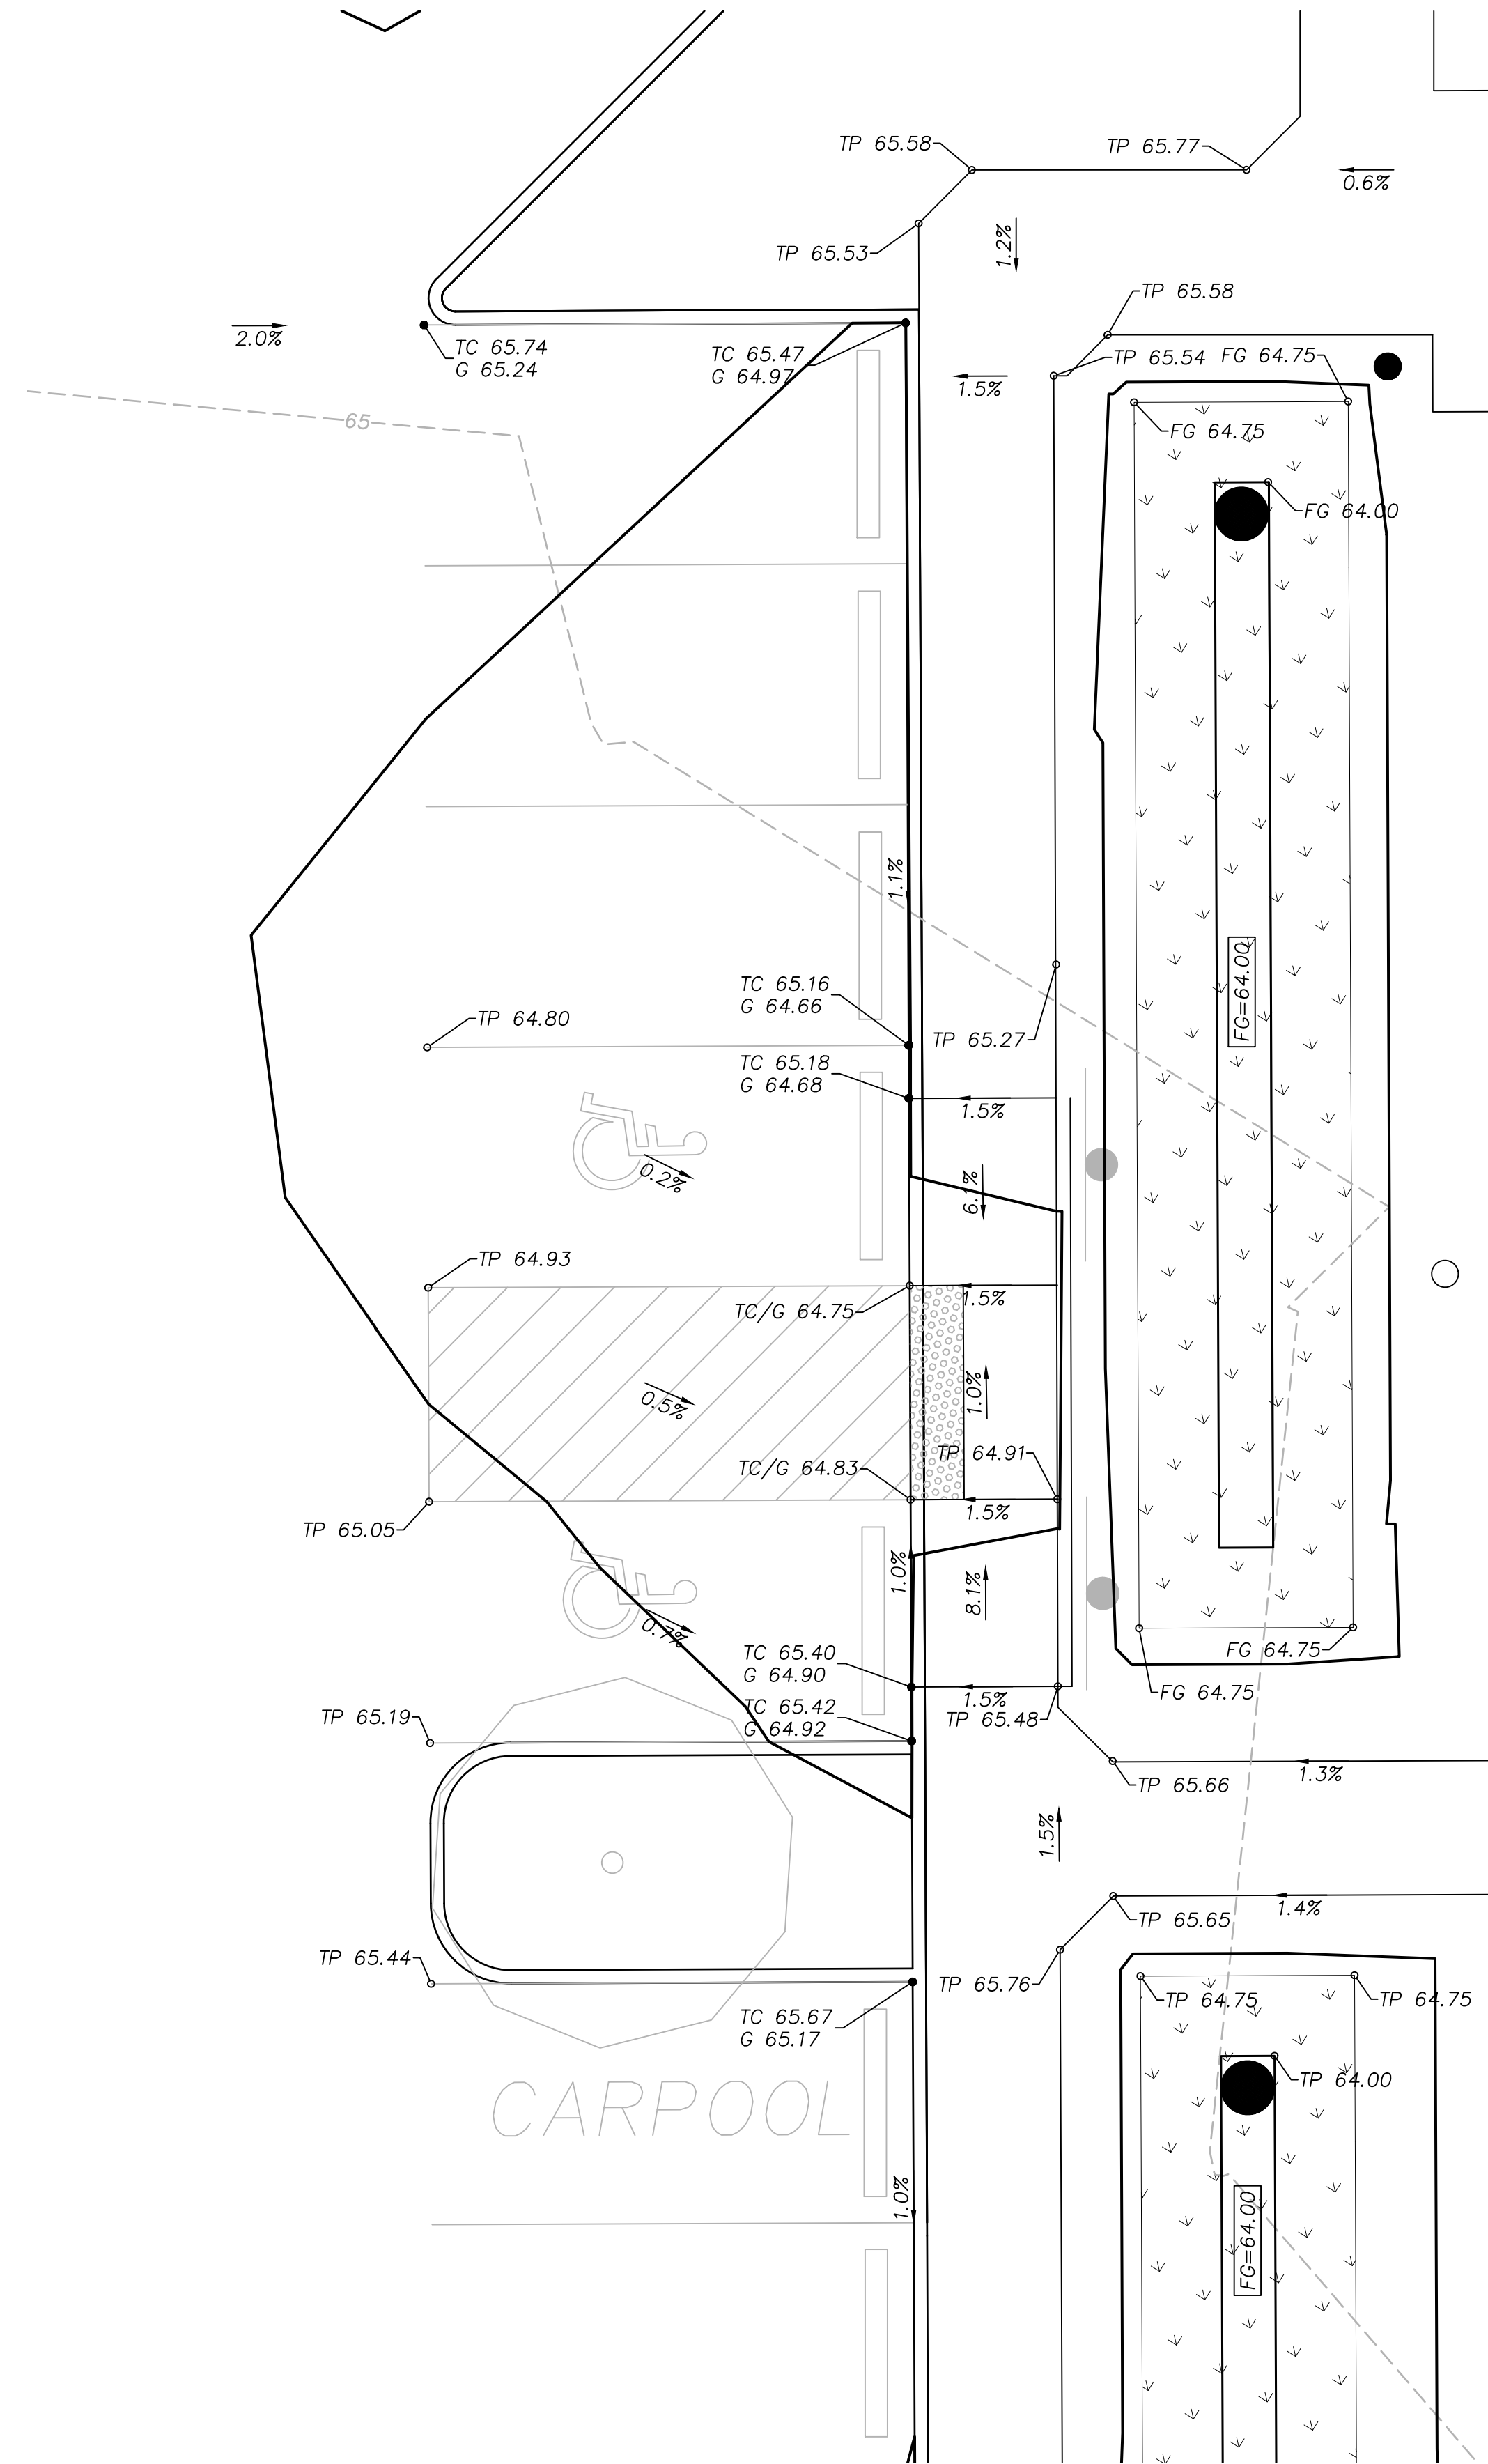 TP 65.58
TP 65.77
0.6%
1.2%
TP 65.53
TP 65.58
2.0%
TC 65.74
G 65.24
TC 65.47
G 64.97
TP 65.54
FG 64.75
1.5%
65
FG 64.75
FG 64.00
1.1%
FG=64.00
TC 65.16
G 64.66
TP 64.80
TP 65.27
TC 65.18
G 64.68
1.5%
0.2%
TP 64.93
1.5%
TC/G 64.75
0.5%
1.0%
TP 64.91
TC/G 64.83
1.5%
TP 65.05
1.0%
8.1%
0.7%
TC 65.40
G 64.90
FG 64.75
FG 64.75
1.5%
TC 65.42
G 64.92
TP 65.19
TP 65.48
1.3%
TP 65.66
1.5%
1.4%
TP 65.65
TP 65.44
TP 65.76
TP 64.75
TP 64.75
TC 65.67
G 65.17
TP 64.00
CARPOOL
1.0%
FG=64.00